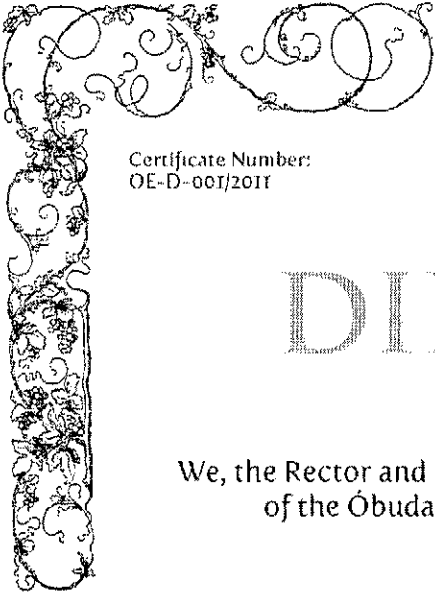 Certificate Number:
OE-D-001/2011
DI
We, the Rector and
of the Óbuda